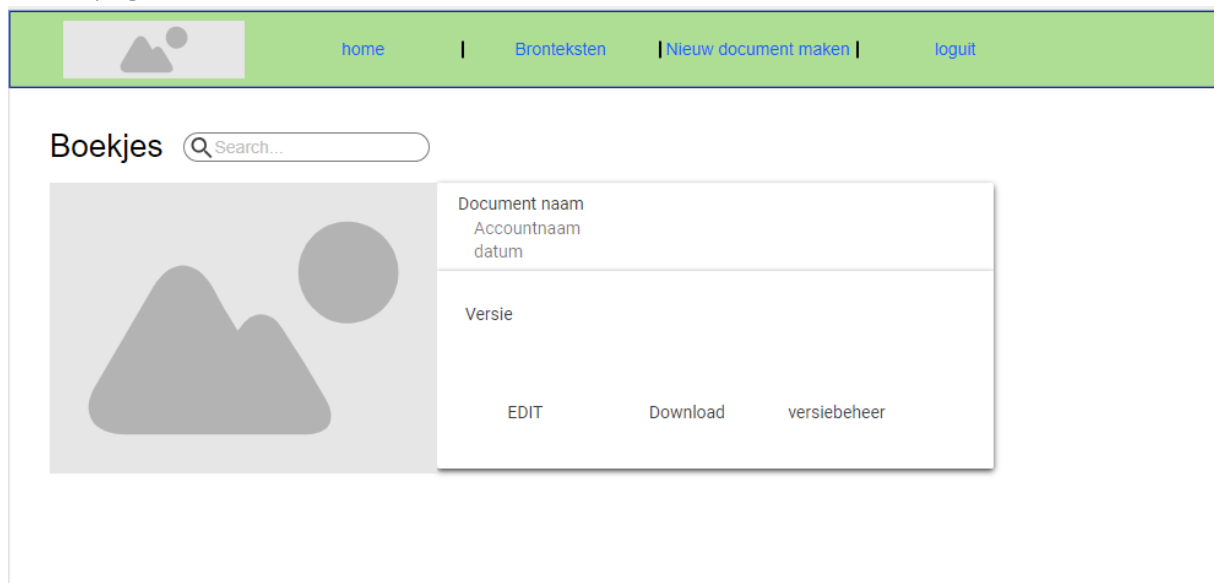 home | Bronteksten | Nieuw document maken | loguit
Boekjes Search...
Document naam
Accountnaam
datum
Versie
EDIT Download versiebeheer